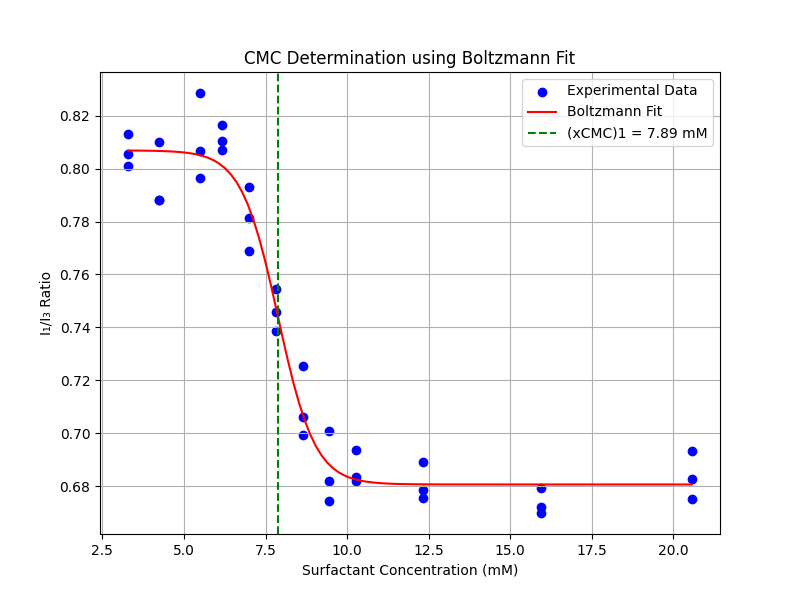 CMC Determination using Boltzmann Fit
Experimental Data
Boltzmann Fit
(xCMC)1 = 7.89 mM
0.82
0.80
0.78
0.76
0.74
0.72
0.70
0.68
I₁/I₃ Ratio
2.5 5.0 7.5 10.0 12.5 15.0 17.5 20.0
Surfactant Concentration (mM)